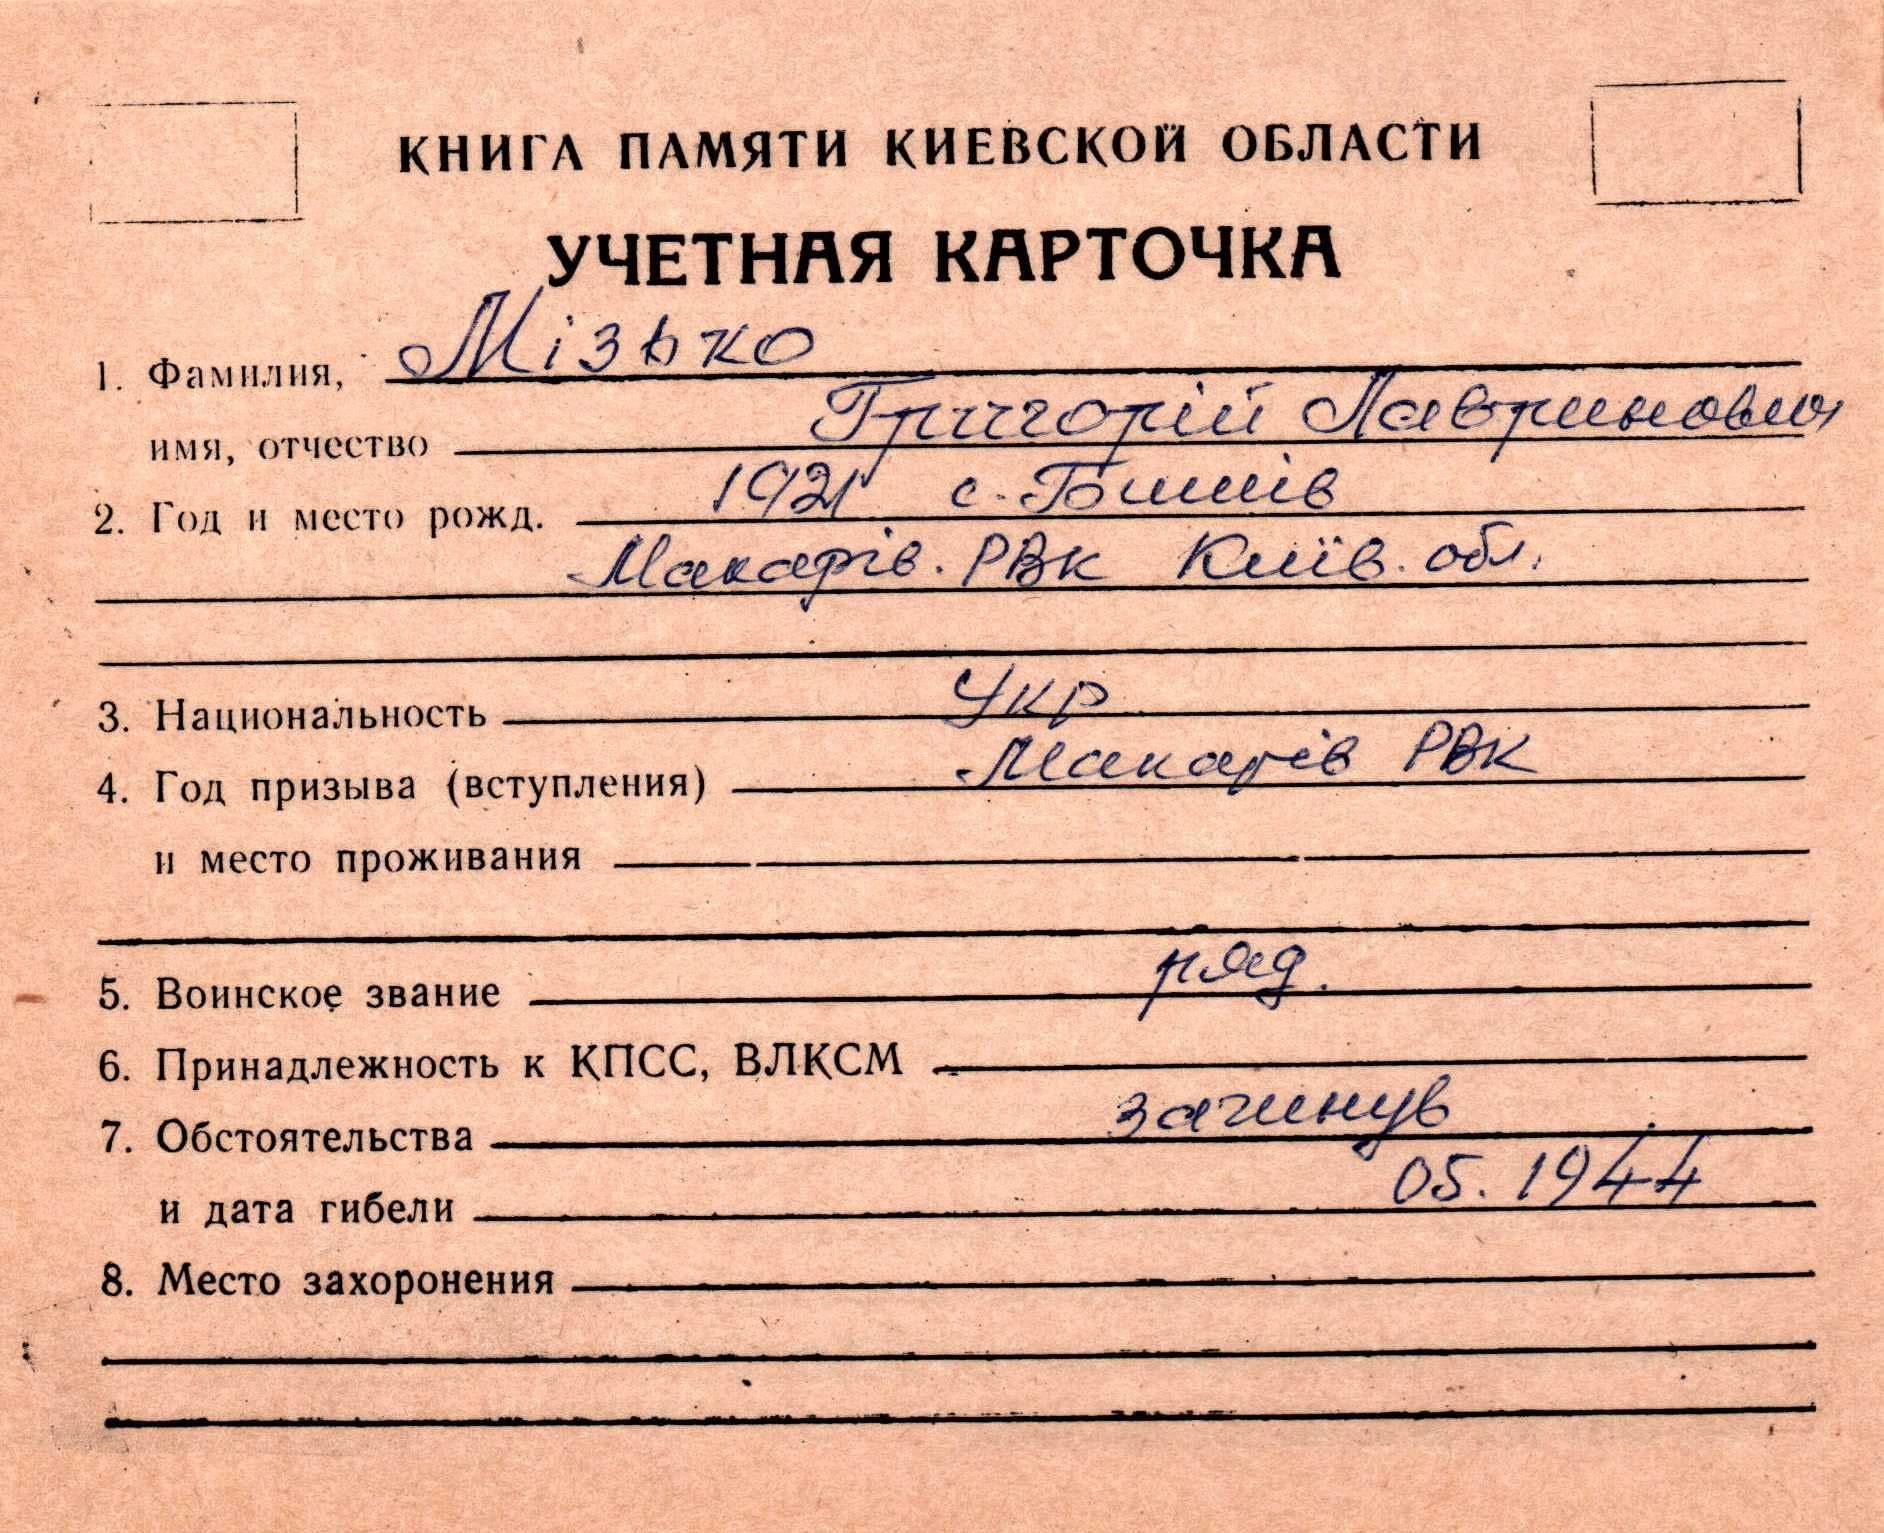 КНИГА ПАМЯТИ КИЕВСКОЙ ОБЛАСТИ
УЧЕТНАЯ КАРТОЧКА
1. Фамилия, Мізько
имя, отчество Григорій Лавринович
2. Год и место рожд. 1921 с.
Макарів. РВК Київ. обл.
3. Национальность Укр
4. Год призыва (вступления) Макарів РВК
и место проживания
5. Воинское звание ряд.
6. Принадлежность к КПСС, ВЛКСМ
7. Обстоятельства загинув
и дата гибели 05.1944
8. Место захоронения